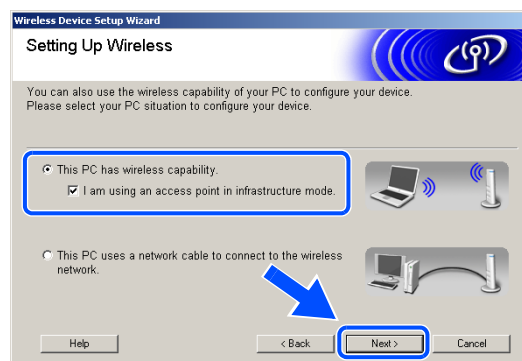 Wireless Device Setup Wizard
Setting Up Wireless
You can also use the wireless capability of your PC to configure your device.
Please select your PC situation to configure your device.
This PC has wireless capability.
I am using an access point in infrastructure mode.
This PC uses a network cable to connect to the wireless
network.
Help
< Back
Next >
Cancel